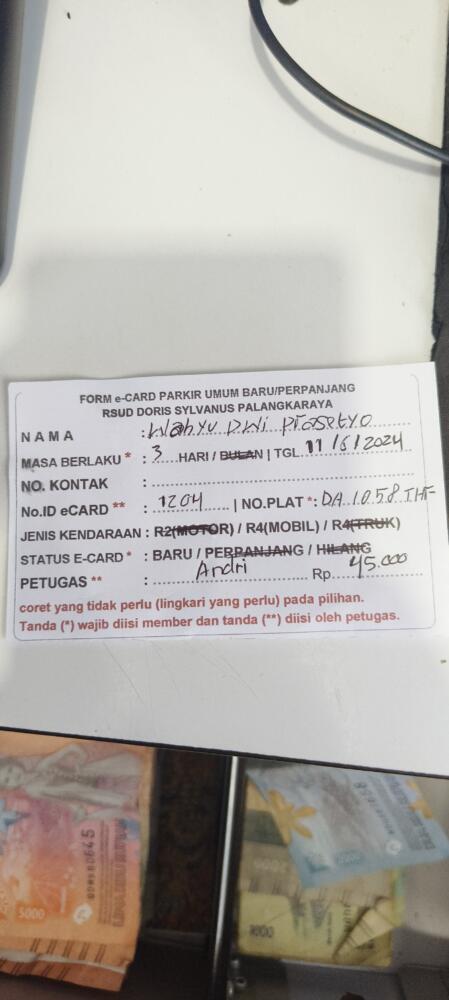 FORM e-CARD PARKIR UMUM BARU/PERPANJANG
RSUD DORIS SYLVANUS PALANGKARAYA
NAMA : Wahyu Dwi Prasetyo
MASA BERLAKU * : 3 HARI / BULAN | TGL. 11/6/2024
NO. KONTAK :
No.ID eCARD ** : 1204 | NO.PLAT *: DA 1058 IHF
JENIS KENDARAAN : R2(MOTOR) / R4(MOBIL) / R4(TRUK)
STATUS E-CARD * : BARU / PERPANJANG / HILANG
PETUGAS ** : Andri Rp. 45.000
coret yang tidak perlu (lingkari yang perlu) pada pilihan.
Tanda (*) wajib diisi member dan tanda (**) diisi oleh petugas.
5000
1000